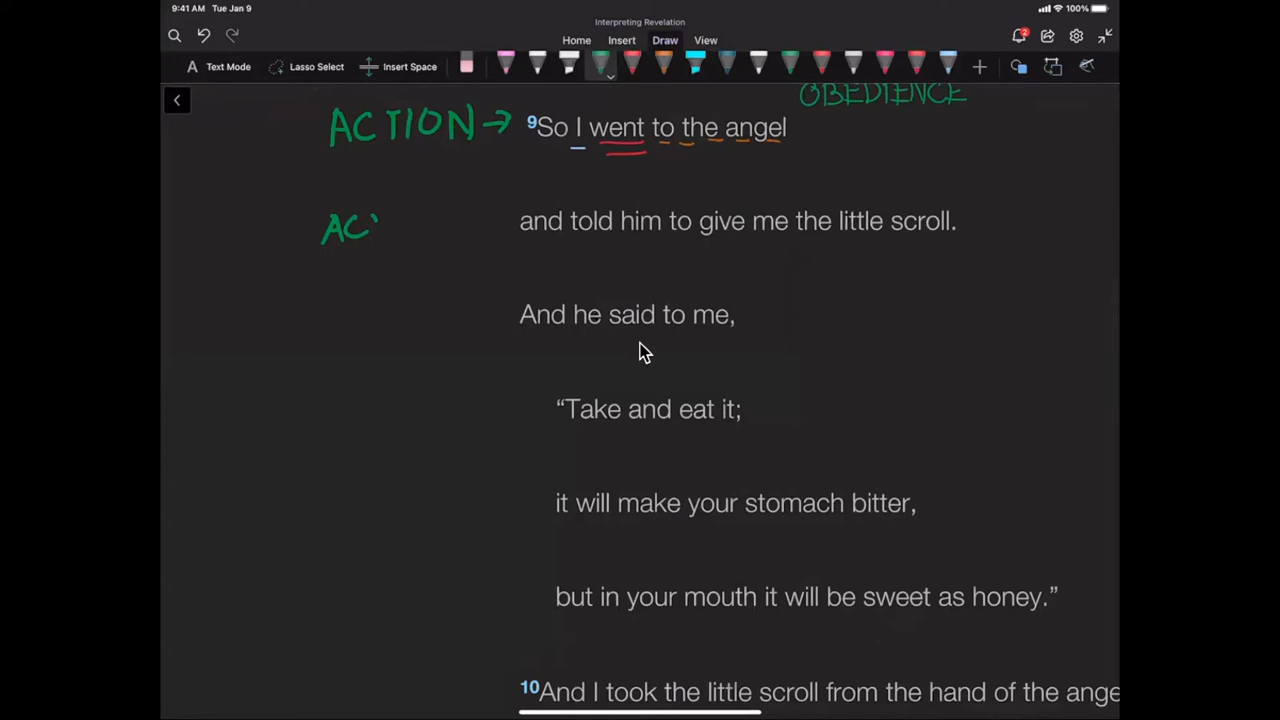 9:41 AM Tue Jan 9
100%
Interpreting Revelation
Home Insert Draw View
2
Text Mode Lasso Select Insert Space
OBEDIENCE
ACTION → 9So I went to the angel
AC and told him to give me the little scroll.
And he said to me,
“Take and eat it;
it will make your stomach bitter,
but in your mouth it will be sweet as honey.”
10And I took the little scroll from the hand of the ange